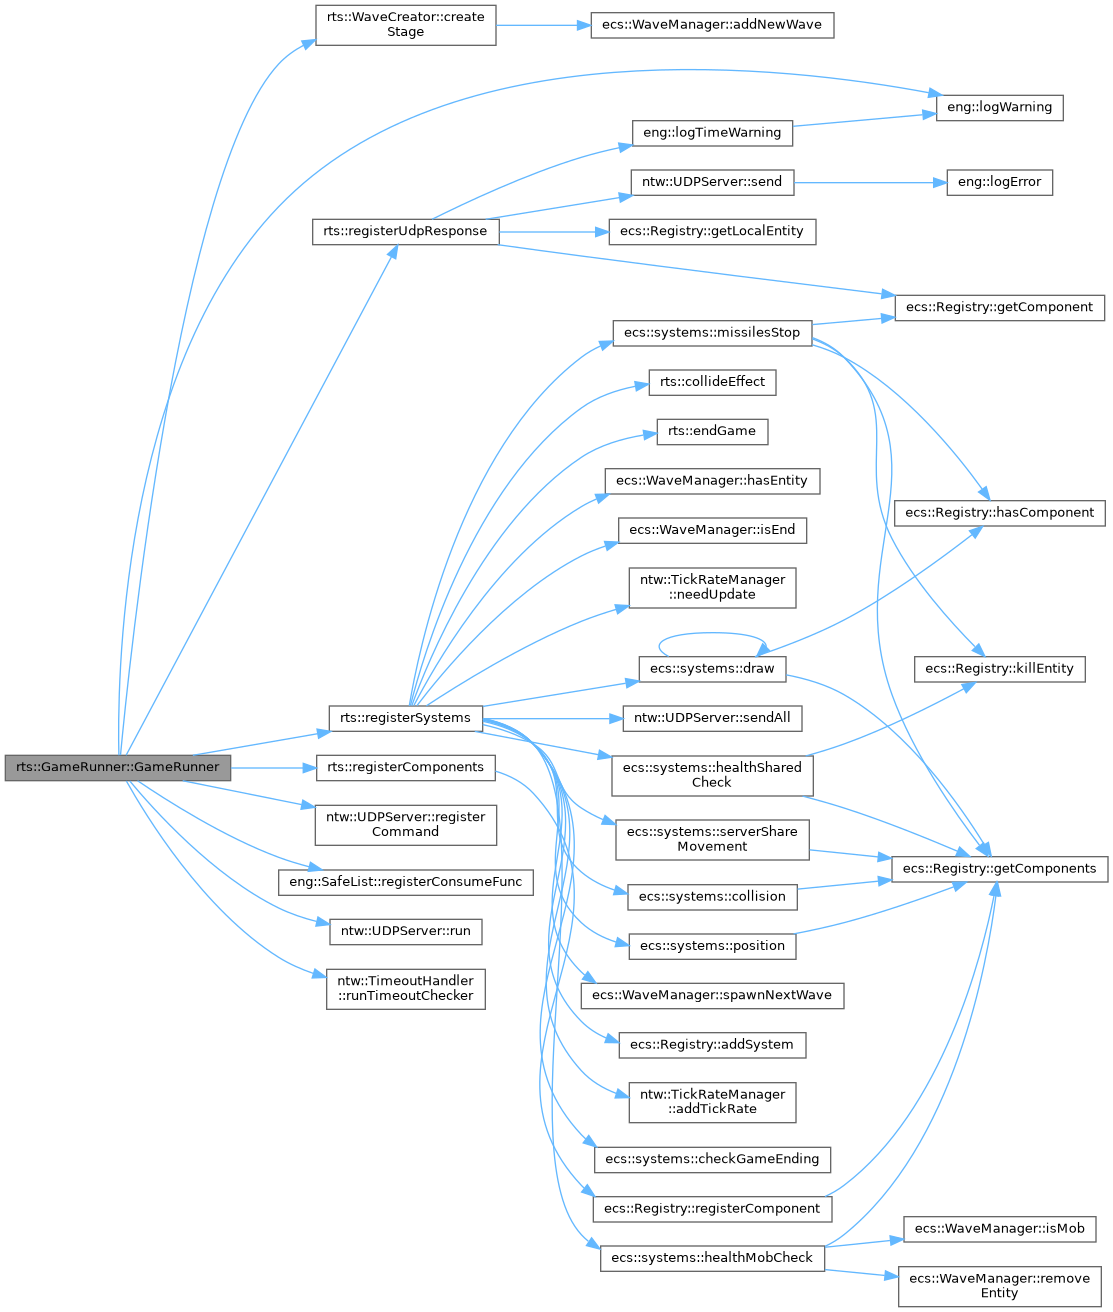 rts::WaveCreator::create
Stage
ecs::WaveManager::addNewWave
eng::logWarning
eng::logTimeWarning
ntw::UDPServer::send
eng::logError
rts::registerUdpResponse
ecs::Registry::getLocalEntity
ecs::Registry::getComponent
ecs::systems::missilesStop
rts::collideEffect
rts::endGame
ecs::WaveManager::hasEntity
ecs::Registry::hasComponent
ecs::WaveManager::isEnd
ntw::TickRateManager
::needUpdate
ecs::systems::draw
ecs::Registry::killEntity
rts::registerSystems
ntw::UDPServer::sendAll
rts::GameRunner::GameRunner
rts::registerComponents
ecs::systems::healthShared
Check
ntw::UDPServer::register
Command
ecs::systems::serverShare
Movement
ecs::Registry::getComponents
eng::SafeList::registerConsumeFunc
ecs::systems::collision
ntw::UDPServer::run
ecs::systems::position
ntw::TimeoutHandler
::runTimeoutChecker
ecs::WaveManager::spawnNextWave
ecs::Registry::addSystem
ntw::TickRateManager
::addTickRate
ecs::systems::checkGameEnding
ecs::Registry::registerComponent
ecs::WaveManager::isMob
ecs::systems::healthMobCheck
ecs::WaveManager::remove
Entity